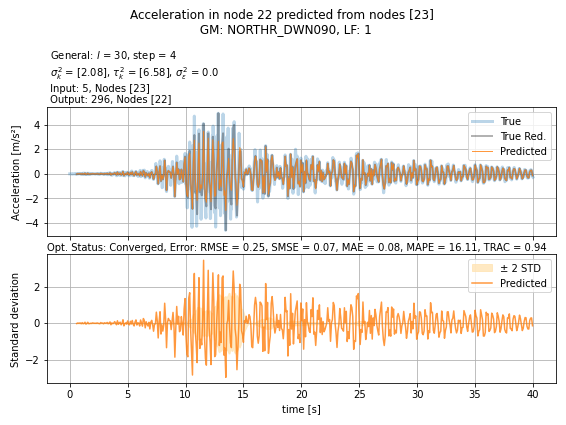 Acceleration in node 22 predicted from nodes [23]
GM: NORTHR_DWN090, LF: 1
General: l = 30, step = 4
σ²ₖ = [2.08], τ²ₖ = [6.58], σ²ε = 0.0
Input: 5, Nodes [23]
Output: 296, Nodes [22]
Acceleration [m/s²]
4
2
0
−2
−4
True
True Red.
Predicted
Opt. Status: Converged, Error: RMSE = 0.25, SMSE = 0.07, MAE = 0.08, MAPE = 16.11, TRAC = 0.94
Standard deviation
2
0
−2
± 2 STD
Predicted
0 5 10 15 20 25 30 35 40
time [s]